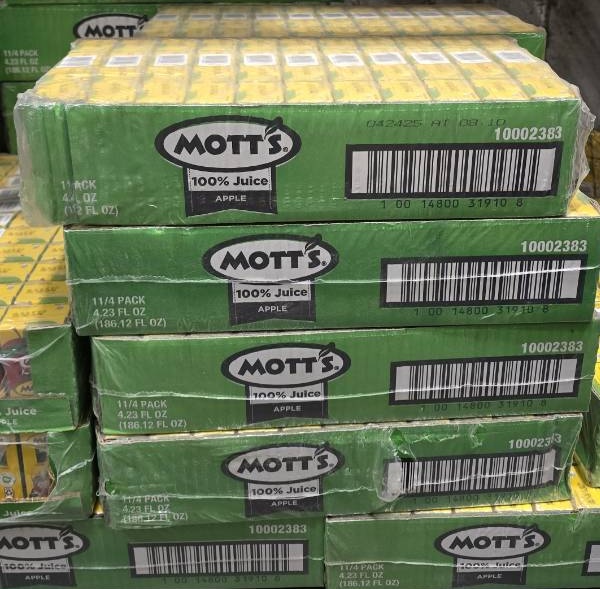 MOTT
11/4 PACK
4.23 FL OZ
(186.12 FL OZ)
042425 AT 08:10
MOTT'S®
100% Juice
APPLE
10002383
1 00 14800 31910 8
MOTT'S®
100% Juice
APPLE
10002383
1 00 14800 31910 8
11/4 PACK
4.23 FL OZ
(186.12 FL OZ)
MOTT'S®
100% Juice
APPLE
10002383
1 00 14800 31910 8
11/4 PACK
4.23 FL OZ
(186.12 FL OZ)
Juice
APPLE
MOTT'S®
100% Juice
APPLE
11/4 PACK
4.23 FL OZ
(186.12 FL OZ)
MOTT'S®
100% Juice
APPLE
10002383
1 00 14800 31910 8
MOTT'S®
100% Juice
APPLE
11/4 PACK
4.23 FL OZ
(186.12 FL OZ)